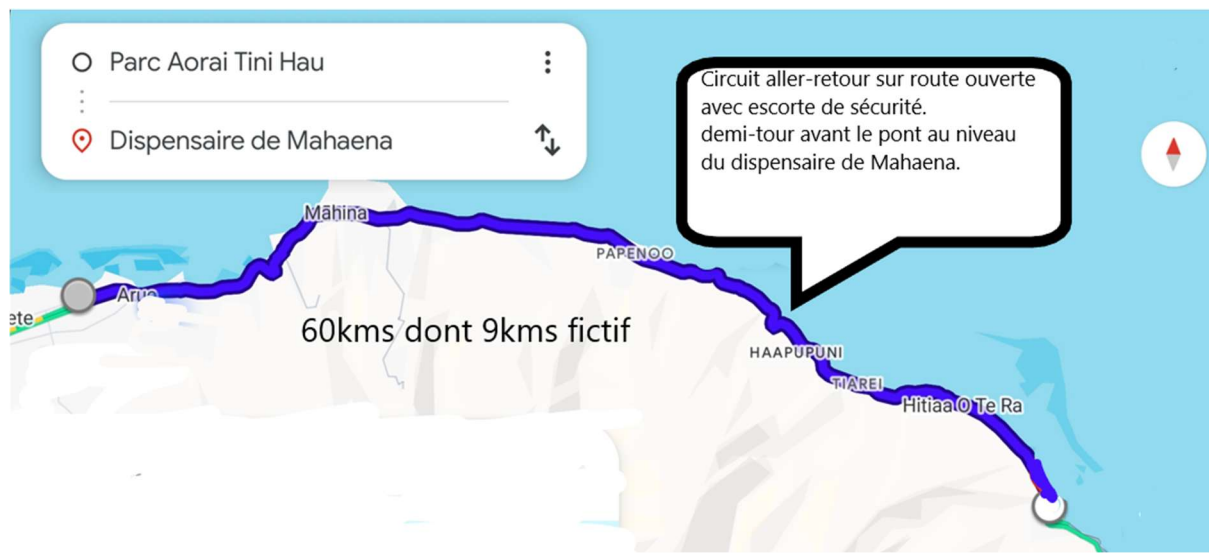 Parc Aorai Tini Hau
Dispensaire de Mahaena
Circuit aller-retour sur route ouverte
avec escorte de sécurité.
demi-tour avant le pont au niveau
du dispensaire de Mahaena.
Māhina
PAPENOO
Arue
ete
60kms dont 9kms fictif
HAAPUPUNI
TIAREI
Hitiaa O Te Ra